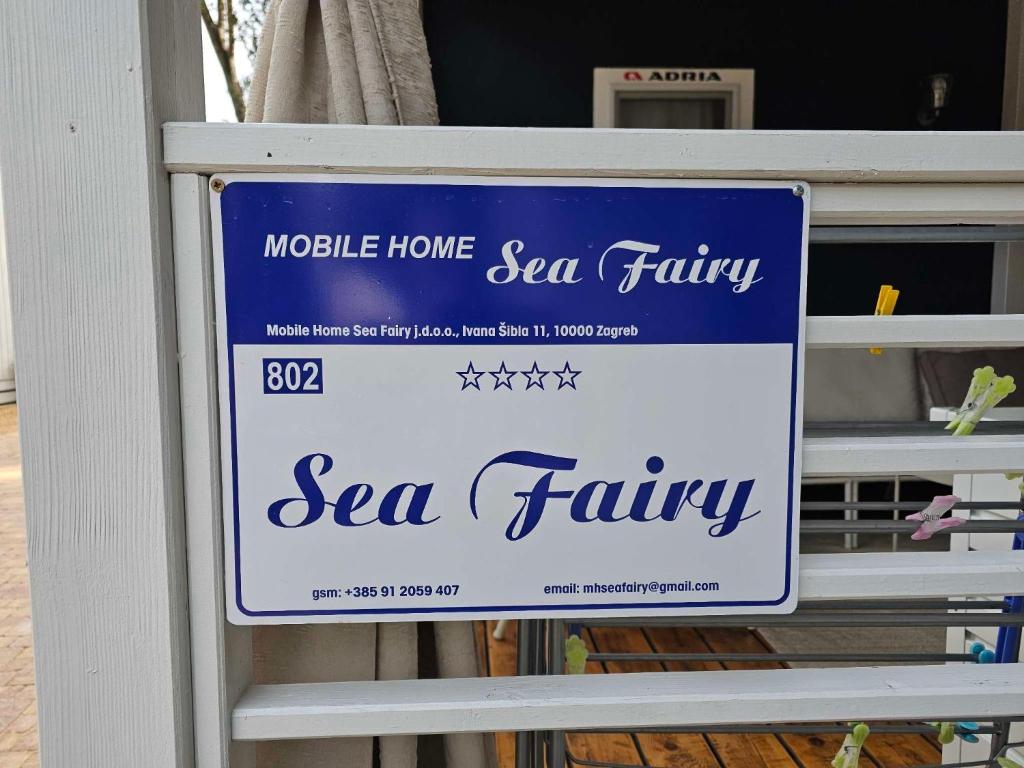 ADRIA
MOBILE HOME Sea Fairy
Mobile Home Sea Fairy j.d.o.o., Ivana Šibla 11, 10000 Zagreb
802
Sea Fairy
gsm: +385 91 2059 407 email: mhseafairy@gmail.com